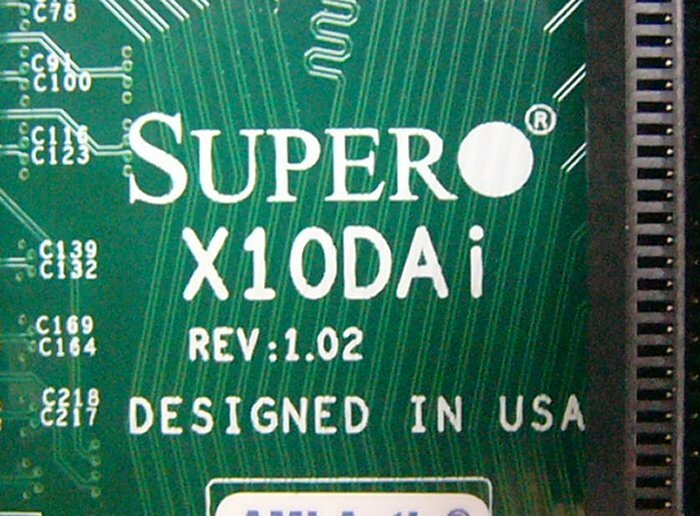 C78
C91
C100
C116
C123
SUPER®
X10DAi
C139
C132
REV:1.02
C169
C164
C218
C217
DESIGNED IN USA